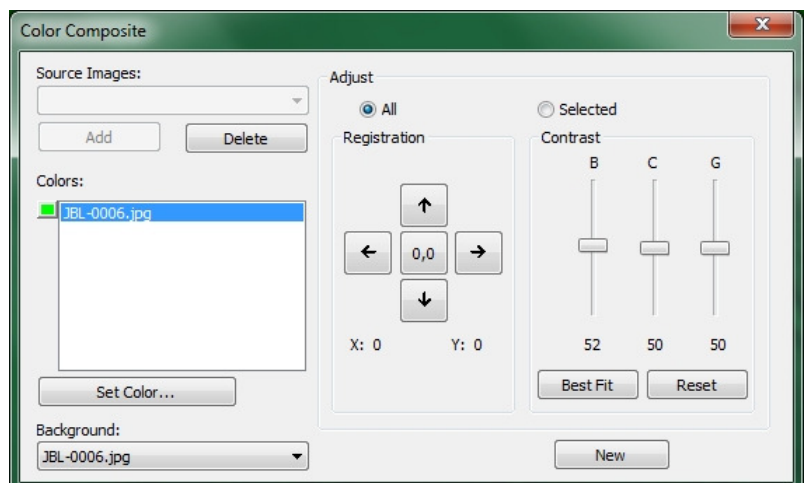 Color Composite
Source Images:
Add
Delete
Colors:
JBL-0006.jpg
Set Color...
Background:
JBL-0006.jpg
Adjust
All
Selected
Registration
0,0
X: 0 Y: 0
Contrast
B C G
52 50 50
Best Fit
Reset
New